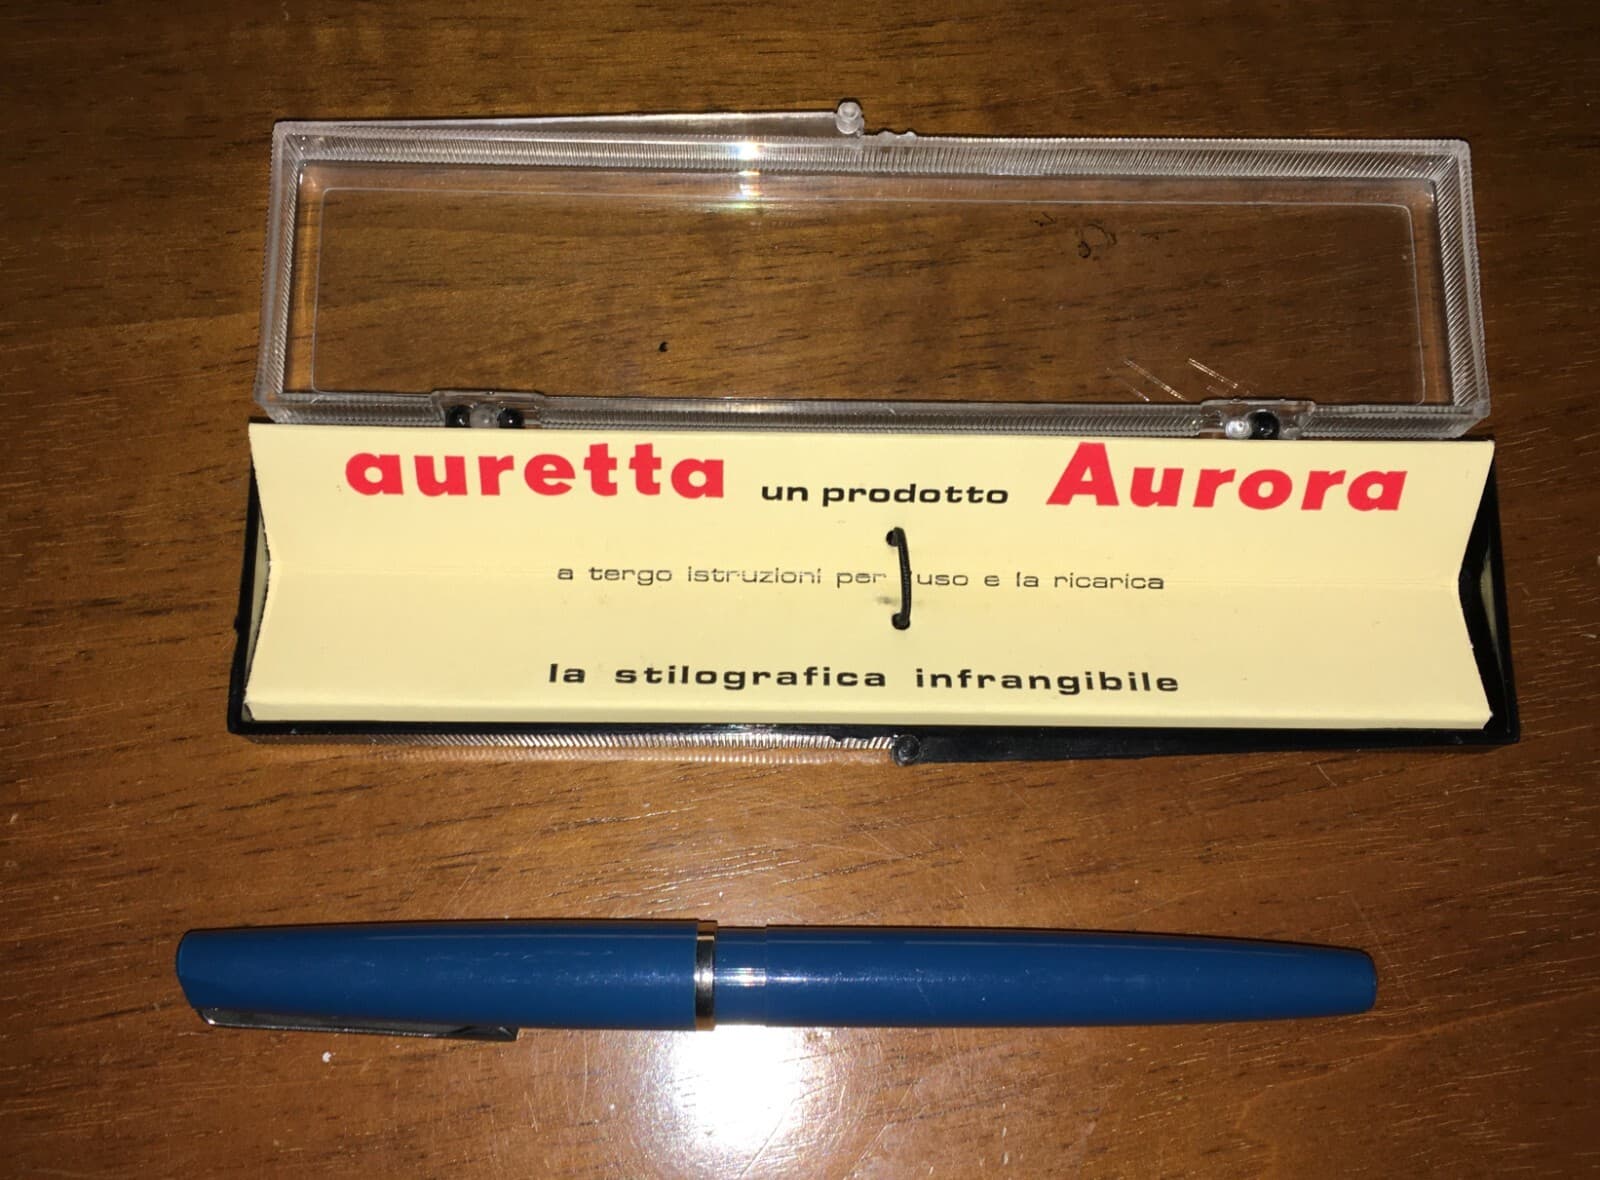 auretta un prodotto Aurora
a tergo istruzioni per uso e la ricarica
la stilografica infrangibile